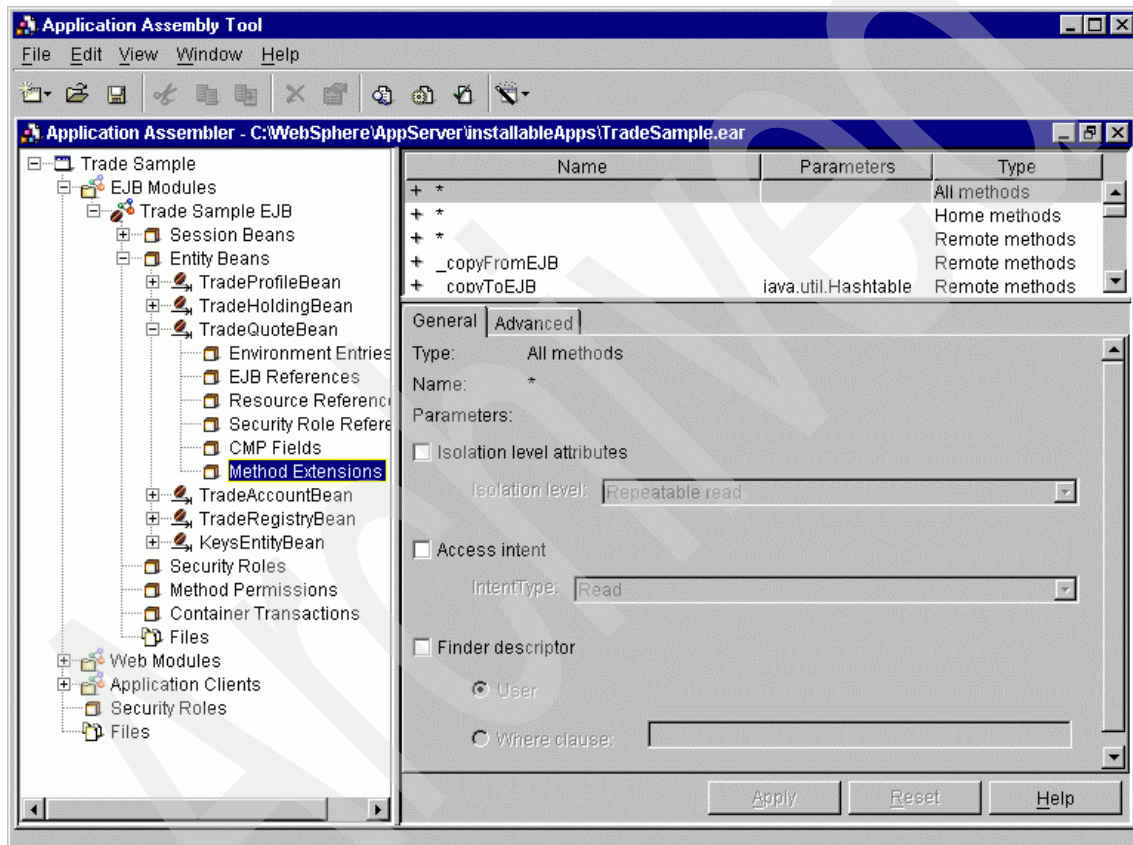 Application Assembly Tool
File Edit View Window Help
Application Assembler - C:\WebSphere\AppServer\installableApps\TradeSample.ear
Trade Sample
EJB Modules
Trade Sample EJB
Session Beans
Entity Beans
TradeProfileBean
TradeHoldingBean
TradeQuoteBean
Environment Entries
EJB References
Resource Referenc
Security Role Refere
CMP Fields
Method Extensions
TradeAccountBean
TradeRegistryBean
KeysEntityBean
Security Roles
Method Permissions
Container Transactions
Files
Web Modules
Application Clients
Security Roles
Files
Name Parameters Type
+ * All methods
+ * Home methods
+ * Remote methods
+ _copyFromEJB Remote methods
+ _copyToEJB java.util.Hashtable Remote methods
General Advanced
Type: All methods
Name: *
Parameters:
Isolation level attributes
Isolation level: Repeatable read
Access intent
IntentType: Read
Finder descriptor
User
Where clause:
Apply Reset Help
Archived